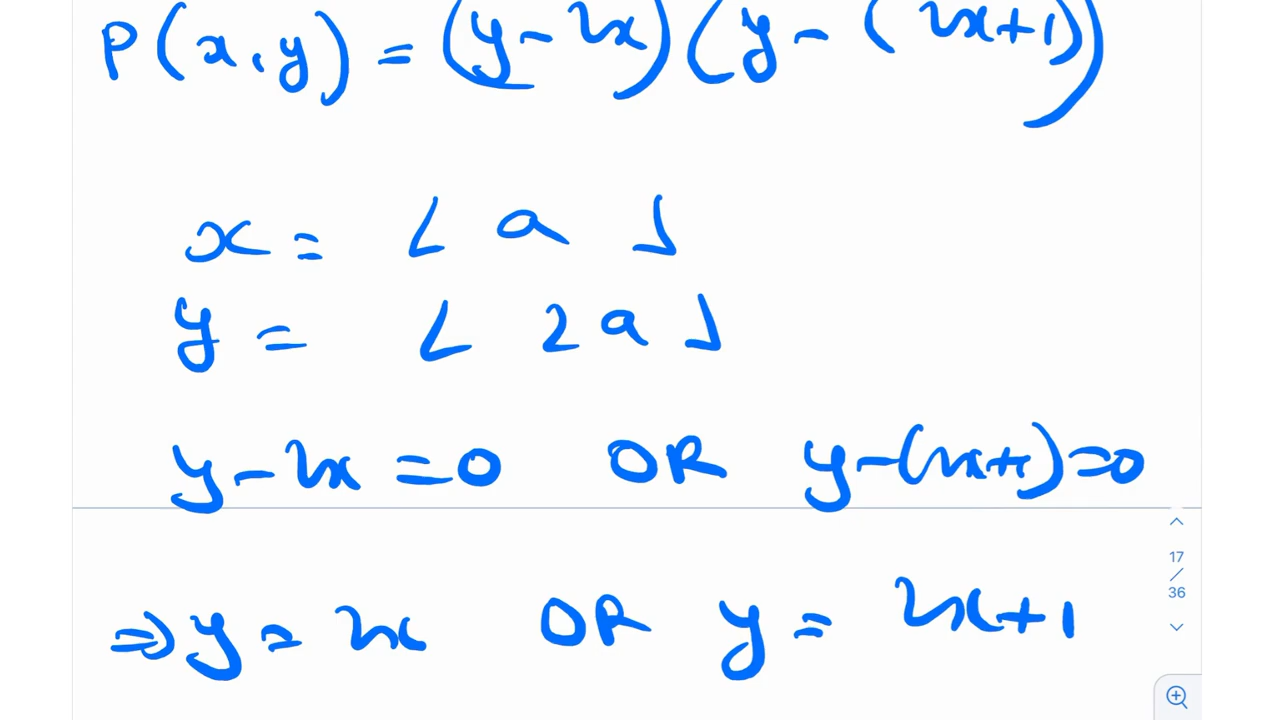 P(x,y) = (y-2x)(y-(2x+1))
x = ⌊a⌋
y = ⌊2a⌋
y-2x=0 OR y-(2x+1)=0
17
/
36
⇒y=2x OR y=2x+1